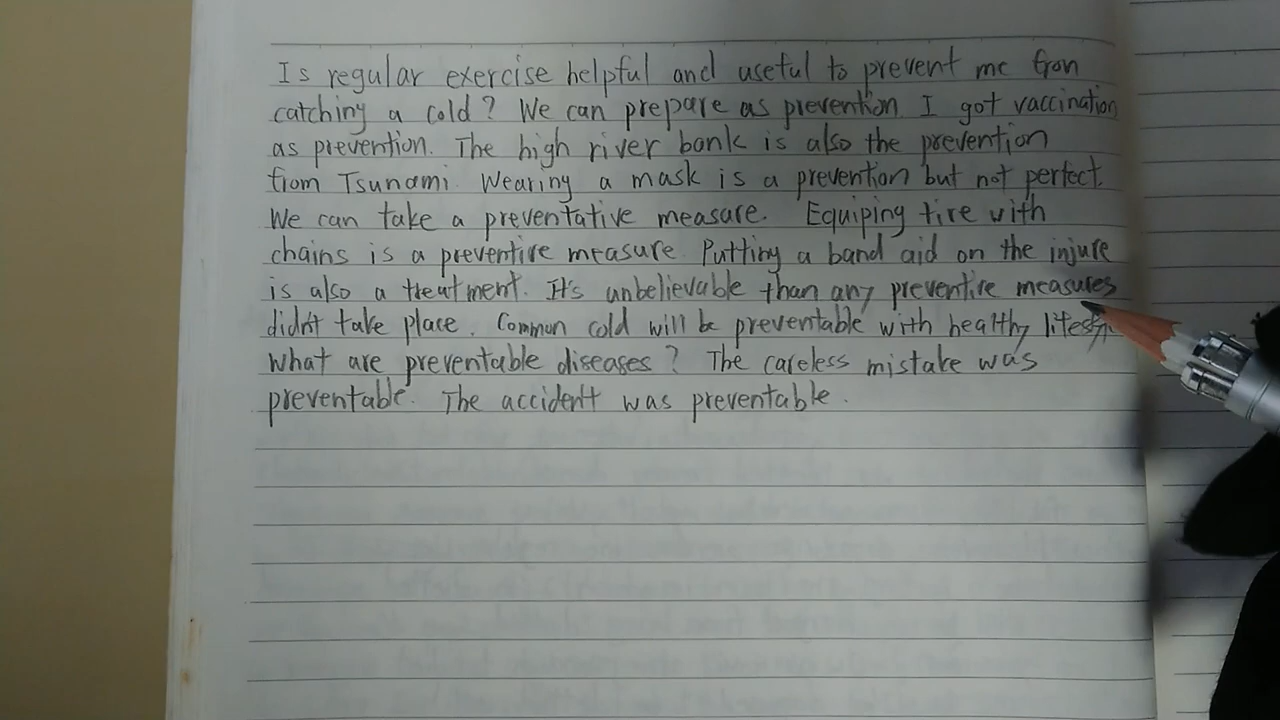 Is regular exercise helpful and useful to prevent me from
catching a cold? We can prepare as prevention. I got vaccination
as prevention. The high river bank is also the prevention
from Tsunami. Wearing a mask is a prevention but not perfect.
We can take a preventative measure. Equiping tire with
chains is a preventive measure. Putting a band aid on the injure
is also a treatment. It's unbelievable than any preventive measures
didn't take place. Common cold will be preventable with healthy
What are preventable diseases? The careless mistake was
preventable. The accident was preventable.